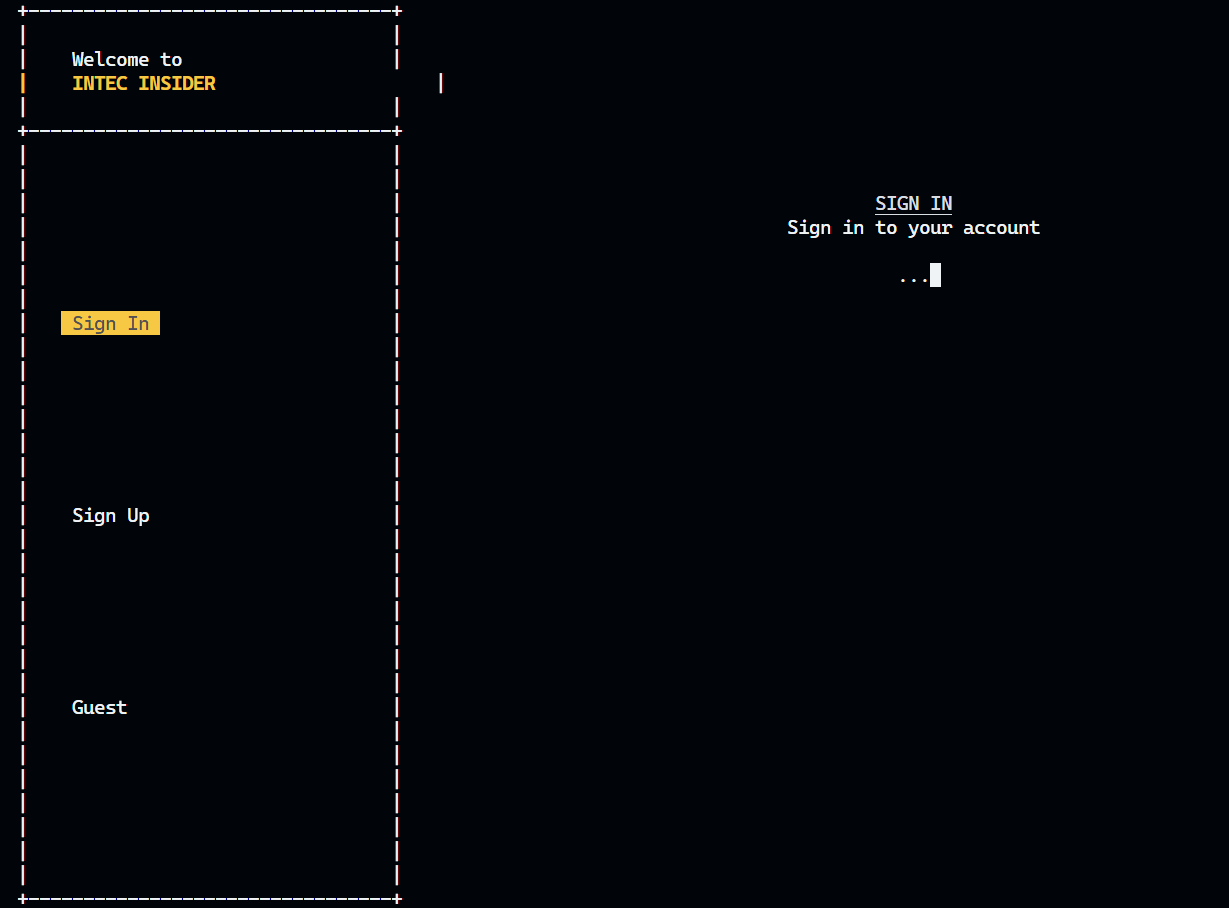 Welcome to
INTEC INSIDER
Sign In
Sign Up
Guest
SIGN IN
Sign in to your account
...